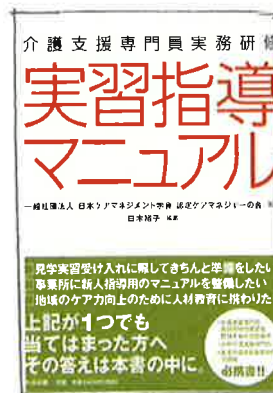 介護支援専門員実務研修
実習指導
マニュアル
一般社団法人 日本ケアマネジメント学会 認定ケアマネジャーの会
日本
見学実習受け入れに際してきちんと準備をしたい
事業所に新人指導用のマニュアルを整備したい
地域のケア力向上のために人材教育に携わりた
上記が1つでも
当てはまった方へ
その答えは本書の中に。
必携書!!